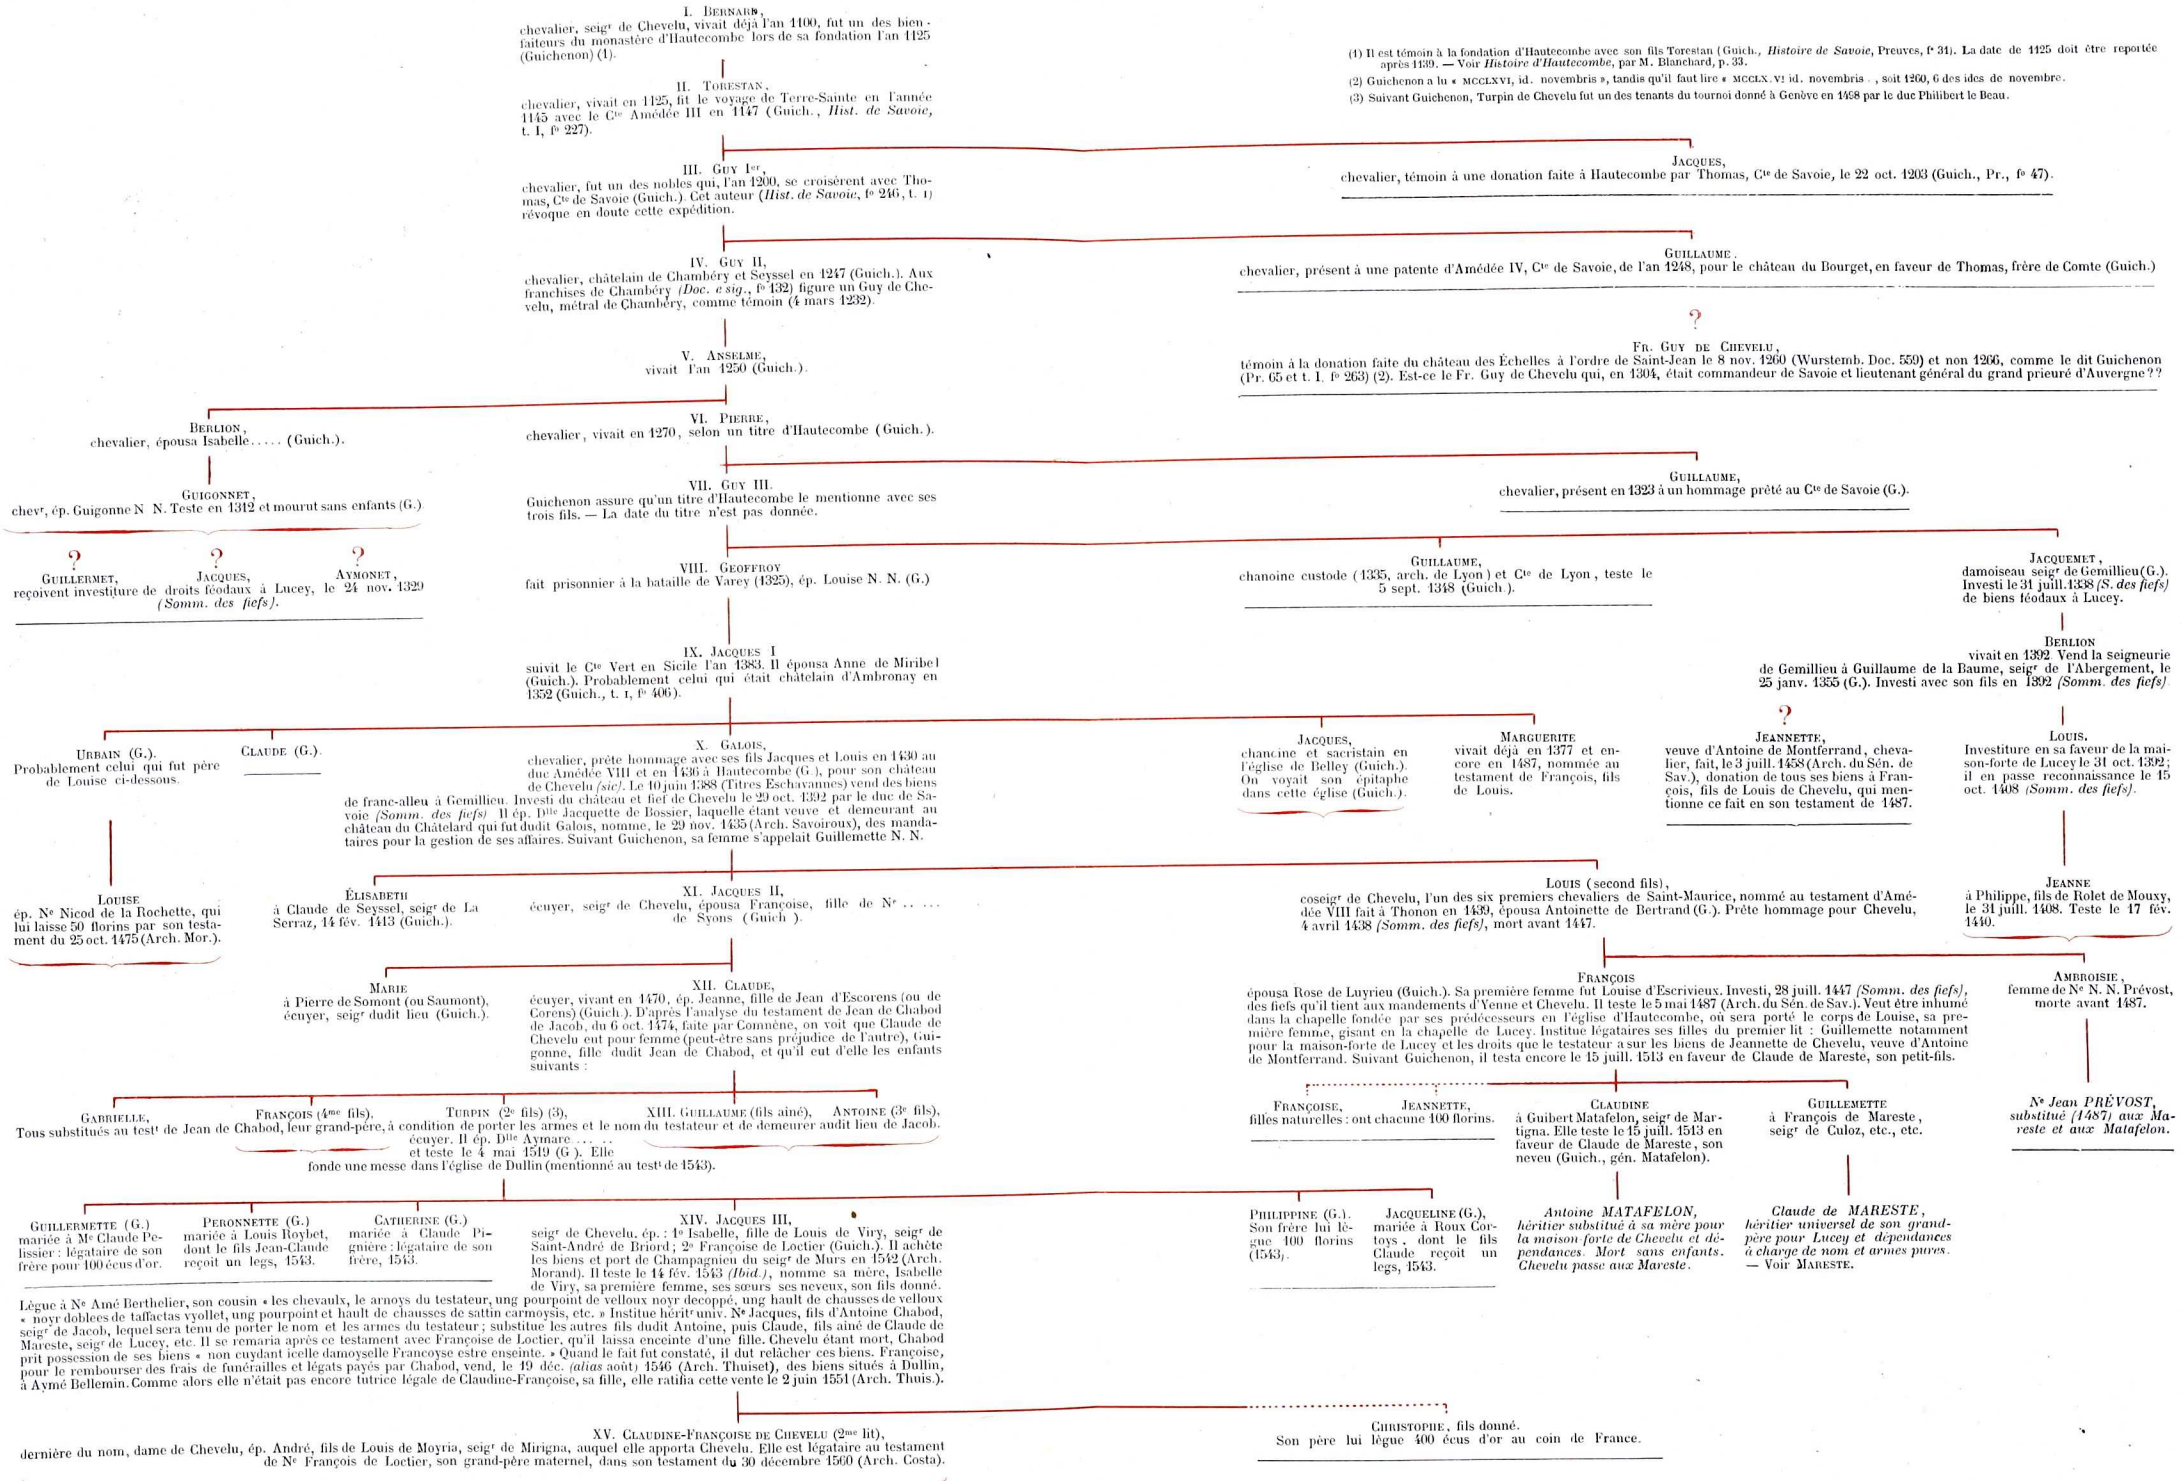 I. BERNARD,
chevalier, seigr de Chevelu, vivait déjà l'an 1100, fut un des bien-
faiteurs du monastère d'Hautecombe lors de sa fondation l'an 1125
(Guichenon) (1).
(1) Il est témoin à la fondation d'Hautecombe avec son fils Torestan (Guich., Histoire de Savoie, Preuves, fo 31). La date de 1125 doit être reportée
après 1139. — Voir Histoire d'Hautecombe, par M. Blanchard, p. 33.
(2) Guichenon a lu « MCCLXVI, id. novembris », tandis qu'il faut lire « MCCLX. VI id. novembris . , soit 1260, 6 des ides de novembre.
(3) Suivant Guichenon, Turpin de Chevelu fut un des tenants du tournoi donné à Genève en 1498 par le duc Philibert le Beau.
II. TORESTAN.
chevalier, vivait en 1125, fit le voyage de Terre-Sainte en l'année
1145 avec le Cte Amédée III en 1147 (Guich., Hist. de Savoie,
t. I, fo 227).
III. GUY Ier,
chevalier, fut un des nobles qui, l'an 1200, se croisèrent avec Tho-
mas, Cte de Savoie (Guich.). Cet auteur (Hist. de Savoie, fo 246, t. I)
révoque en doute cette expédition.
JACQUES,
chevalier, témoin à une donation faite à Hautecombe par Thomas, Cte de Savoie, le 22 oct. 1203 (Guich., Pr., fo 47).
IV. GUY II,
chevalier, châtelain de Chambéry et Seyssel en 1247 (Guich.). Aux
franchises de Chambéry (Doc. e sig., fo 132) figure un Guy de Che-
velu, métral de Chambéry, comme témoin (4 mars 1232).
GUILLAUME.
chevalier, présent à une patente d'Amédée IV, Cte de Savoie, de l'an 1248, pour le château du Bourget, en faveur de Thomas, frère de Comte (Guich.)
?
FR. GUY DE CHEVELU,
témoin à la donation faite du château des Échelles à l'ordre de Saint-Jean le 8 nov. 1260 (Wurstemb. Doc. 559) et non 1266, comme le dit Guichenon
(Pr. 65 et t. I, fo 263) (2). Est-ce le Fr. Guy de Chevelu qui, en 1304, était commandeur de Savoie et lieutenant général du grand prieuré d'Auvergne??
V. ANSELME,
vivait l'an 1250 (Guich.).
BERLION,
chevalier, épousa Isabelle..... (Guich.).
VI. PIERRE,
chevalier, vivait en 1270, selon un titre d'Hautecombe (Guich.).
GUIGONNET,
chevr, ép. Guigonne N N. Teste en 1312 et mourut sans enfants (G.)
VII. GUY III.
Guichenon assure qu'un titre d'Hautecombe le mentionne avec ses
trois fils. — La date du titre n'est pas donnée.
GUILLAUME,
chevalier, présent en 1323 à un hommage prêté au Cte de Savoie (G.).
? ? ?
GUILLERMET, JACQUES, AYMONET,
reçoivent investiture de droits féodaux à Lucey, le 24 nov. 1329
(Somm. des fiefs).
VIII. GEOFFROY
fait prisonnier à la bataille de Varey (1325), ép. Louise N. N. (G.)
GUILLAUME,
chanoine custode (1335, arch. de Lyon) et Cte de Lyon, teste le
5 sept. 1348 (Guich.).
JACQUEMET,
damoiseau seigr de Gemillieu (G.).
Investi le 31 juill. 1338 (S. des fiefs)
de biens féodaux à Lucey.
IX. JACQUES I
suivit le Cte Vert en Sicile l'an 1383. Il épousa Anne de Miribel
(Guich.). Probablement celui qui était châtelain d'Ambronay en
1352 (Guich., t. I, fo 406).
BERLION
vivait en 1392. Vend la seigneurie
de Gemillieu à Guillaume de la Baume, seigr de l'Abergement, le
25 janv. 1355 (G.). Investi avec son fils en 1392 (Somm. des fiefs)
URBAIN (G.).
Probablement celui qui fut père
de Louise ci-dessous.
CLAUDE (G.).
X. GALOIS,
chevalier, prête hommage avec ses fils Jacques et Louis en 1430 au
duc Amédée VIII et en 1436 à Hautecombe (G.), pour son château
de Chevelu (sic). Le 10 juin 1388 (Titres Eschavannes) vend des biens
de franc-alleu à Gemillieu. Investi du château et fief de Chevelu le 29 oct. 1392 par le duc de Sa-
voie (Somm. des fiefs) Il ép. Dlle Jacquette de Bossier, laquelle étant veuve et demeurant au
château du Châtelard qui fut dudit Galois, nomme, le 29 nov. 1435 (Arch. Savoiroux), des manda-
taires pour la gestion de ses affaires. Suivant Guichenon, sa femme s'appelait Guillemette N. N.
JACQUES,
chancine et sacristain en
l'église de Belley (Guich.).
On voyait son épitaphe
dans cette église (Guich.).
MARGUERITE
vivait déjà en 1377 et en-
core en 1487, nommée au
testament de François, fils
de Louis.
?
JEANNETTE,
veuve d'Antoine de Montferrand, cheva-
lier, fait, le 3 juill. 1458 (Arch. du Sén. de
Sav.), donation de tous ses biens à Fran-
çois, fils de Louis de Chevelu, qui men-
tionne ce fait en son testament de 1487.
LOUIS.
Investiture en sa faveur de la mai-
son-forte de Lucey le 31 oct. 1392;
il en passe reconnaissance le 15
oct. 1408 (Somm. des fiefs).
LOUISE
ép. Ne Nicod de la Rochette, qui
lui laisse 50 florins par son testa-
ment du 25 oct. 1475 (Arch. Mor.).
ÉLISABETH
à Claude de Seyssel, seigr de La
Serraz, 14 fév. 1413 (Guich.).
XI. JACQUES II,
écuyer, seigr de Chevelu, épousa Françoise, fille de Nr .. ...
de Syons (Guich ).
LOUIS (second fils),
coseigr de Chevelu, l'un des six premiers chevaliers de Saint-Maurice, nommé au testament d'Amé-
dée VIII fait à Thonon en 1439, épousa Antoinette de Bertrand (G.). Prête hommage pour Chevelu,
4 avril 1438 (Somm. des fiefs), mort avant 1447.
JEANNE
à Philippe, fils de Rolet de Mouxy,
le 31 juill. 1408. Teste le 17 fév.
1440.
MARIE
à Pierre de Somont (ou Saumont),
écuyer, seigr dudit lieu (Guich.).
XII. CLAUDE,
écuyer, vivant en 1470, ép. Jeanne, fille de Jean d'Escorens (ou de
Corens) (Guich.). D'après l'analyse du testament de Jean de Chabod
de Jacob, du 6 oct. 1474, faite par Comnène, on voit que Claude de
Chevelu eut pour femme (peut-être sans préjudice de l'autre), Gui-
gonne, fille dudit Jean de Chabod, et qu'il eut d'elle les enfants
suivants :
FRANÇOIS
épousa Rose de Luyrieu (Guich.). Sa première femme fut Louise d'Escrivieux. Investi, 28 juill. 1447 (Somm. des fiefs),
des fiefs qu'il tient aux mandements d'Yenne et Chevelu. Il teste le 5 mai 1487 (Arch. du Sén. de Sav.). Veut être inhumé
dans la chapelle fondée par ses prédécesseurs en l'église d'Hautecombe, où sera porté le corps de Louise, sa pre-
mière femme, gisant en la chapelle de Lucey. Institue légataires ses filles du premier lit : Guillemette notamment
pour la maison-forte de Lucey et les droits que le testateur a sur les biens de Jeannette de Chevelu, veuve d'Antoine
de Montferrand. Suivant Guichenon, il testa encore le 15 juill. 1513 en faveur de Claude de Mareste, son petit-fils.
AMBROISIE,
femme de Ne N. N. Prévost,
morte avant 1487.
GABRIELLE, FRANÇOIS (4me fils), TURPIN (2e fils) (3), XIII. GUILLAUME (fils aîné), ANTOINE (3e fils),
Tous substitués au testt de Jean de Chabod, leur grand-père, à condition de porter les armes et le nom du testateur et de demeurer audit lieu de Jacob.
écuyer. Il ép. Dlle Aymare.... ..
et teste le 4 mai 1519 (G ). Elle
fonde une messe dans l'église de Dullin (mentionné au testt de 1543).
FRANÇOISE, JEANNETTE,
filles naturelles : ont chacune 100 florins.
CLAUDINE
à Guibert Matafelon, seigr de Mar-
tigna. Elle teste le 15 juill. 1513 en
faveur de Claude de Mareste, son
neveu (Guich., gén. Matafelon).
GUILLEMETTE
à François de Mareste,
seigr de Culoz, etc., etc.
Ne Jean PRÉVOST,
substitué (1487) aux Ma-
reste et aux Matafelon.
GUILLERMETTE (G.)
mariée à Me Claude Pe-
lissier : légataire de son
frère pour 100 écus d'or.
PERONNETTE (G.)
mariée à Louis Roybet,
dont le fils Jean-Claude
reçoit un legs, 1543.
CATHERINE (G.)
mariée à Claude Pi-
gnière : légataire de son
frère, 1543.
XIV. JACQUES III,
seigr de Chevelu, ép. : 1o Isabelle, fille de Louis de Viry, seigr de
Saint-André de Briord ; 2o Françoise de Loctier (Guich.). Il achète
les biens et port de Champagnieu du seigr de Murs en 1542 (Arch.
Morand). Il teste le 14 fév. 1543 (Ibid.), nomme sa mère, Isabelle
de Viry, sa première femme, ses sœurs ses neveux, son fils donné.
Lègue à Ne Amé Berthelier, son cousin « les chevaulx, le arnoys du testateur, ung pourpoint de velloux noyr decoppé, ung hault de chausses de velloux
« noyr doblees de taffactas vyollet, ung pourpoint et hault de chausses de sattin carmoysis, etc. » Institue héritr univ. Ne Jacques, fils d'Antoine Chabod,
seigr de Jacob, lequel sera tenu de porter le nom et les armes du testateur ; substitue les autres fils dudit Antoine, puis Claude, fils aîné de Claude de
Mareste, seigr de Lucey, etc. Il se remaria après ce testament avec Françoise de Loctier, qu'il laissa enceinte d'une fille. Chevelu étant mort, Chabod
prit possession de ses biens « non cuydant icelle damoyselle Francoyse estre enseinte. » Quand le fait fut constaté, il dut relâcher ces biens. Françoise,
pour le rembourser des frais de funérailles et légats payés par Chabod, vend, le 19 déc. (alias août) 1546 (Arch. Thuiset), des biens situés à Dullin,
à Aymé Bellemin. Comme alors elle n'était pas encore tutrice légale de Claudine-Françoise, sa fille, elle ratifia cette vente le 2 juin 1551 (Arch. Thuis.).
PHILIPPINE (G.).
Son frère lui lè-
gue 100 florins
(1543).
JACQUELINE (G.),
mariée à Roux Cor-
toys . dont le fils
Claude reçoit un
legs, 1543.
Antoine MATAFELON,
héritier substitué à sa mère pour
la maison-forte de Chevelu et dé-
pendances. Mort sans enfants.
Chevelu passe aux Mareste.
Claude de MARESTE,
héritier universel de son grand-
père pour Lucey et dépendances
à charge de nom et armes pures.
— Voir MARESTE.
XV. CLAUDINE-FRANÇOISE DE CHEVELU (2me lit),
dernière du nom, dame de Chevelu, ép. André, fils de Louis de Moyria, seigr de Mirigna, auquel elle apporta Chevelu. Elle est légataire au testament
de Ne François de Loctier, son grand-père maternel, dans son testament du 30 décembre 1560 (Arch. Costa).
CHRISTOPHE, fils donné.
Son père lui lègue 400 écus d'or au coin de France.